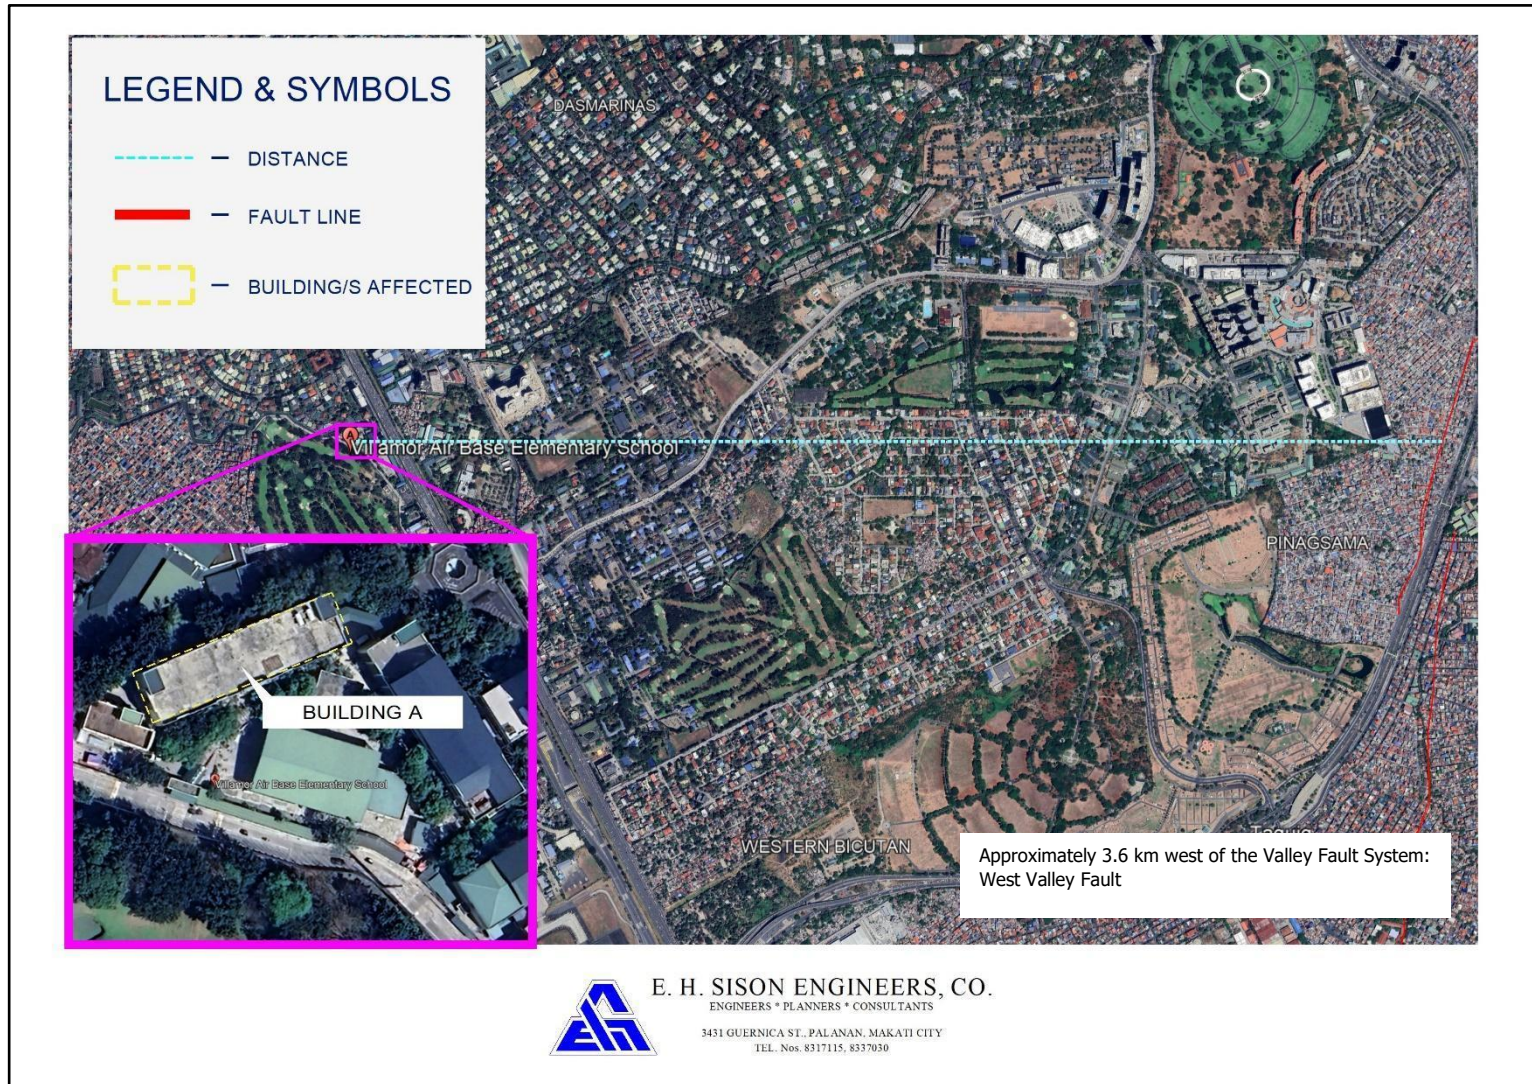 LEGEND & SYMBOLS
– DISTANCE
– FAULT LINE
– BUILDING/S AFFECTED
DASMARINAS
A
Villamor Air Base Elementary School
PINAGSAMA
BUILDING A
Villamor Air Base Elementary School
WESTERN BICUTAN
Taguig
Approximately 3.6 km west of the Valley Fault System:
West Valley Fault
E. H. SISON ENGINEERS, CO.
ENGINEERS * PLANNERS * CONSULTANTS
3431 GUERNICA ST., PALANAN, MAKATI CITY
TEL. Nos. 8317115, 8337030